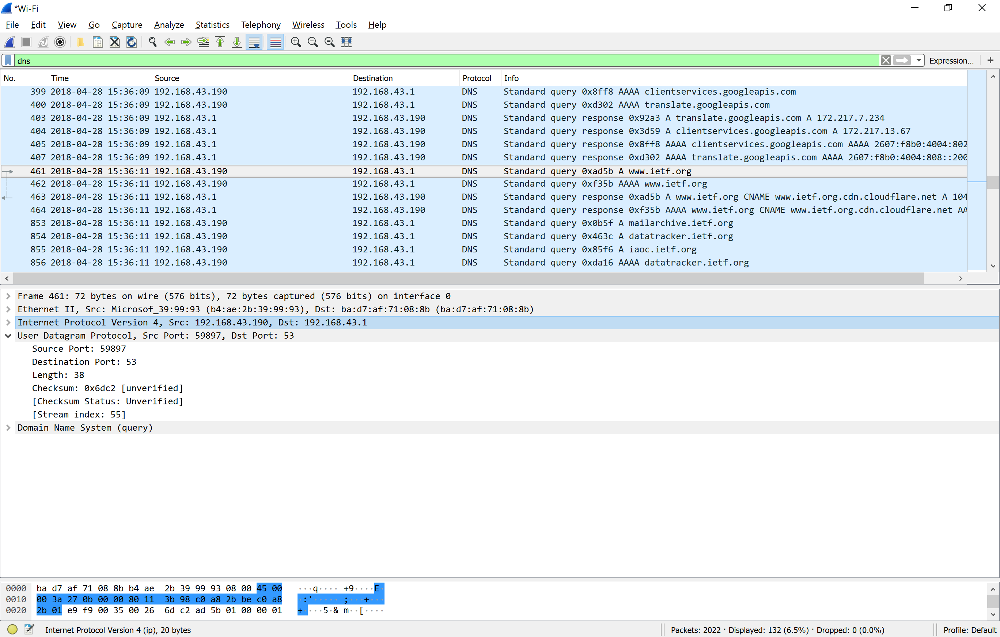 *Wi-Fi
File Edit View Go Capture Analyze Statistics Telephony Wireless Tools Help
dns Expression... +
No. Time Source Destination Protocol Info
399 2018-04-28 15:36:09 192.168.43.190 192.168.43.1 DNS Standard query 0x8ff8 AAAA clientservices.googleapis.com
400 2018-04-28 15:36:09 192.168.43.190 192.168.43.1 DNS Standard query 0xd302 AAAA translate.googleapis.com
403 2018-04-28 15:36:09 192.168.43.1 192.168.43.190 DNS Standard query response 0x92a3 A translate.googleapis.com A 172.217.7.234
404 2018-04-28 15:36:09 192.168.43.1 192.168.43.190 DNS Standard query response 0x3d59 A clientservices.googleapis.com A 172.217.13.67
405 2018-04-28 15:36:09 192.168.43.1 192.168.43.190 DNS Standard query response 0x8ff8 AAAA clientservices.googleapis.com AAAA 2607:f8b0:4004:802
407 2018-04-28 15:36:09 192.168.43.1 192.168.43.190 DNS Standard query response 0xd302 AAAA translate.googleapis.com AAAA 2607:f8b0:4004:808::200
461 2018-04-28 15:36:11 192.168.43.190 192.168.43.1 DNS Standard query 0xad5b A www.ietf.org
462 2018-04-28 15:36:11 192.168.43.190 192.168.43.1 DNS Standard query 0xf35b AAAA www.ietf.org
463 2018-04-28 15:36:11 192.168.43.1 192.168.43.190 DNS Standard query response 0xad5b A www.ietf.org CNAME www.ietf.org.cdn.cloudflare.net A 104
464 2018-04-28 15:36:11 192.168.43.1 192.168.43.190 DNS Standard query response 0xf35b AAAA www.ietf.org CNAME www.ietf.org.cdn.cloudflare.net AA
853 2018-04-28 15:36:11 192.168.43.190 192.168.43.1 DNS Standard query 0x0b5f A mailarchive.ietf.org
854 2018-04-28 15:36:11 192.168.43.190 192.168.43.1 DNS Standard query 0x463c A datatracker.ietf.org
855 2018-04-28 15:36:11 192.168.43.190 192.168.43.1 DNS Standard query 0x85f6 A iaoc.ietf.org
856 2018-04-28 15:36:11 192.168.43.190 192.168.43.1 DNS Standard query 0xda16 AAAA datatracker.ietf.org
Frame 461: 72 bytes on wire (576 bits), 72 bytes captured (576 bits) on interface 0
Ethernet II, Src: Microsof_39:99:93 (b4:ae:2b:39:99:93), Dst: ba:d7:af:71:08:8b (ba:d7:af:71:08:8b)
Internet Protocol Version 4, Src: 192.168.43.190, Dst: 192.168.43.1
User Datagram Protocol, Src Port: 59897, Dst Port: 53
Source Port: 59897
Destination Port: 53
Length: 38
Checksum: 0x6dc2 [unverified]
[Checksum Status: Unverified]
[Stream index: 55]
Domain Name System (query)
0000 ba d7 af 71 08 8b b4 ae 2b 39 99 93 08 00 45 00 ···q···· +9····E·
0010 00 3a 27 0b 00 00 80 11 3b 98 c0 a8 2b be c0 a8 ·:'····· ;···+···
0020 2b 01 e9 f9 00 35 00 26 6d c2 ad 5b 01 00 00 01 +····5·& m··[····
Internet Protocol Version 4 (ip), 20 bytes Packets: 2022 · Displayed: 132 (6.5%) · Dropped: 0 (0.0%) Profile: Default